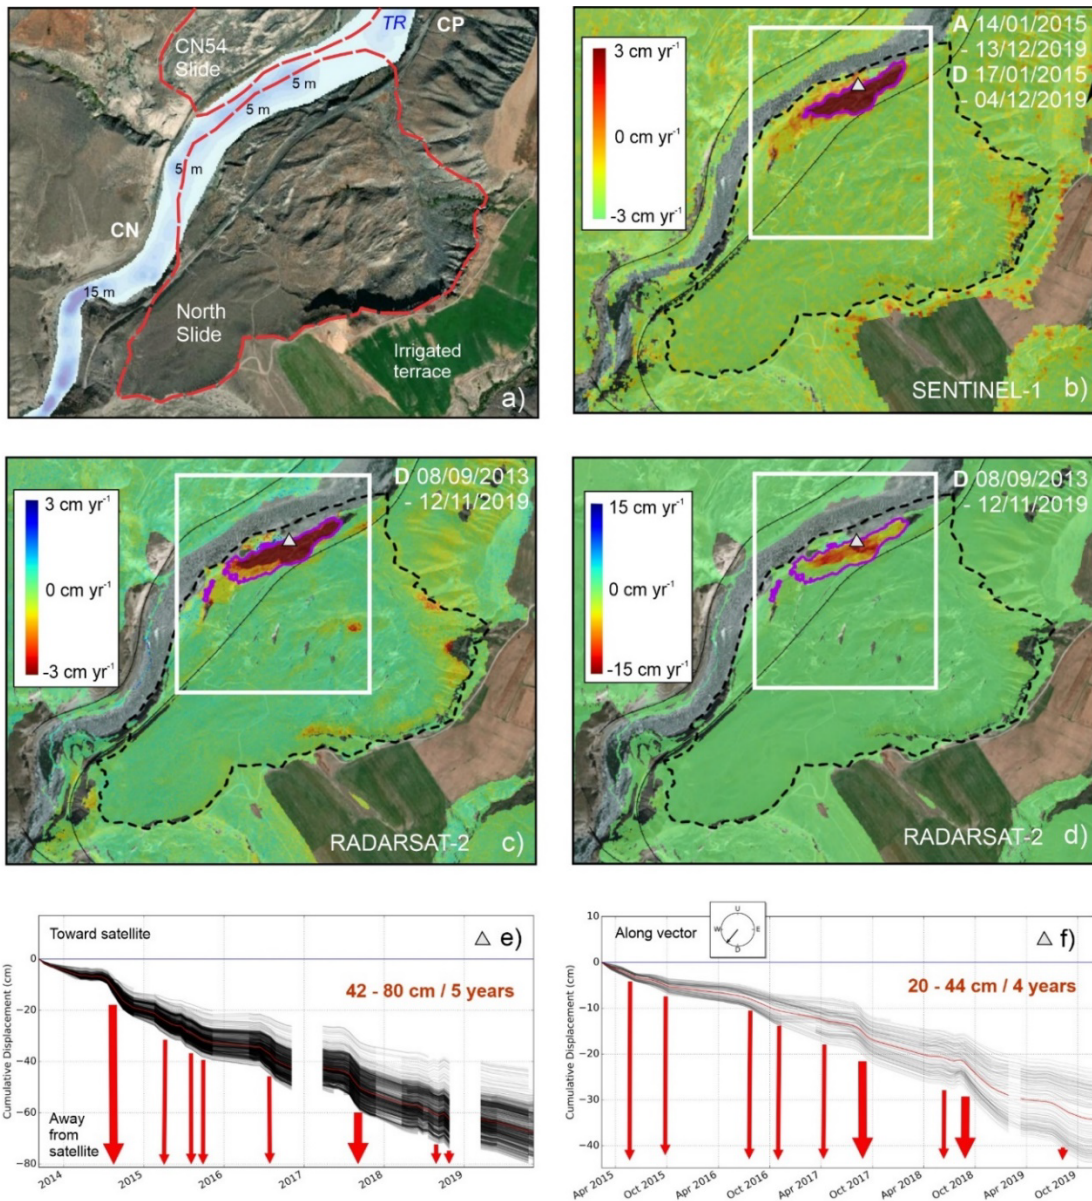 CN54
Slide
TR
CP
5 m
5 m
5 m
CN
15 m
North
Slide
Irrigated
terrace
a)
3 cm yr-1
0 cm yr-1
-3 cm yr-1
A 14/01/2015
- 13/12/2019
D 17/01/2015
- 04/12/2019
SENTINEL-1
b)
3 cm yr-1
0 cm yr-1
-3 cm yr-1
D 08/09/2013
- 12/11/2019
RADARSAT-2
c)
15 cm yr-1
0 cm yr-1
-15 cm yr-1
D 08/09/2013
- 12/11/2019
RADARSAT-2
d)
Toward satellite
e)
42 - 80 cm / 5 years
Away
from
satellite
Cumulative Displacement (cm)
0
-20
-40
-60
-80
2014
2015
2016
2017
2018
2019
Along vector
U
W
E
D
f)
20 - 44 cm / 4 years
Cumulative Displacement (cm)
10
0
-10
-20
-30
-40
Apr 2015
Oct 2015
Apr 2016
Oct 2016
Apr 2017
Oct 2017
Apr 2018
Oct 2018
Apr 2019
Oct 2019